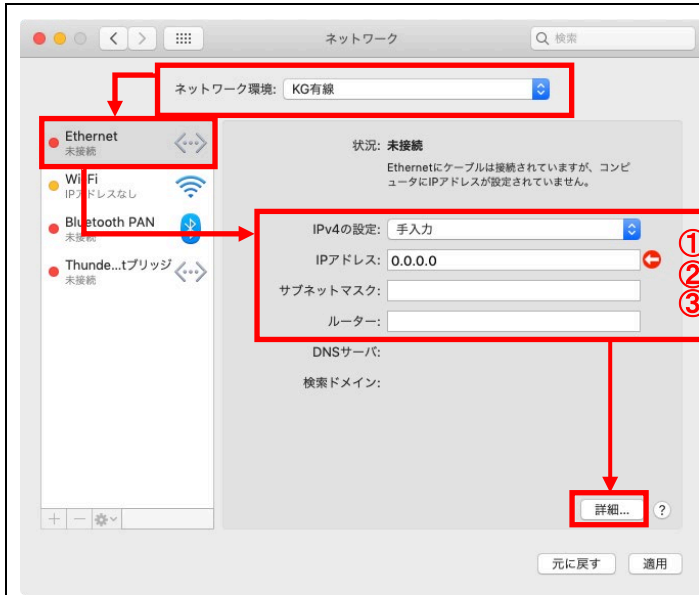 ネットワーク
検索
ネットワーク環境: KG有線
Ethernet
未接続
Wi-Fi
IPアドレスなし
Bluetooth PAN
未接続
Thunde...tブリッジ
未接続
状況: 未接続
Ethernetにケーブルは接続されていますが、コンピ
ュータにIPアドレスが設定されていません。
IPv4の設定: 手入力
IPアドレス: 0.0.0.0
サブネットマスク:
ルーター:
①
②
③
DNSサーバ:
検索ドメイン:
詳細...
?
元に戻す
適用